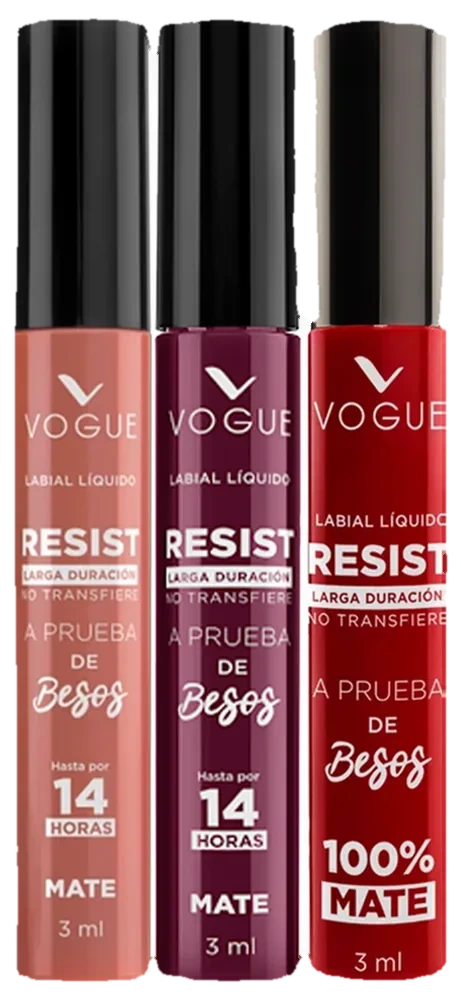 VOGUE
LABIAL LÍQUIDO
RESIST
LARGA DURACIÓN
NO TRANSFIERE
A PRUEBA
DE
Besos
Hasta por
14
HORAS
MATE
3 ml
VOGUE
LABIAL LÍQUIDO
RESIST
LARGA DURACIÓN
NO TRANSFIERE
A PRUEBA
DE
Besos
Hasta por
14
HORAS
MATE
3 ml
VOGUE
LABIAL LÍQUIDO
RESIST
LARGA DURACIÓN
NO TRANSFIERE
A PRUEBA
DE
Besos
100%
MATE
3 ml